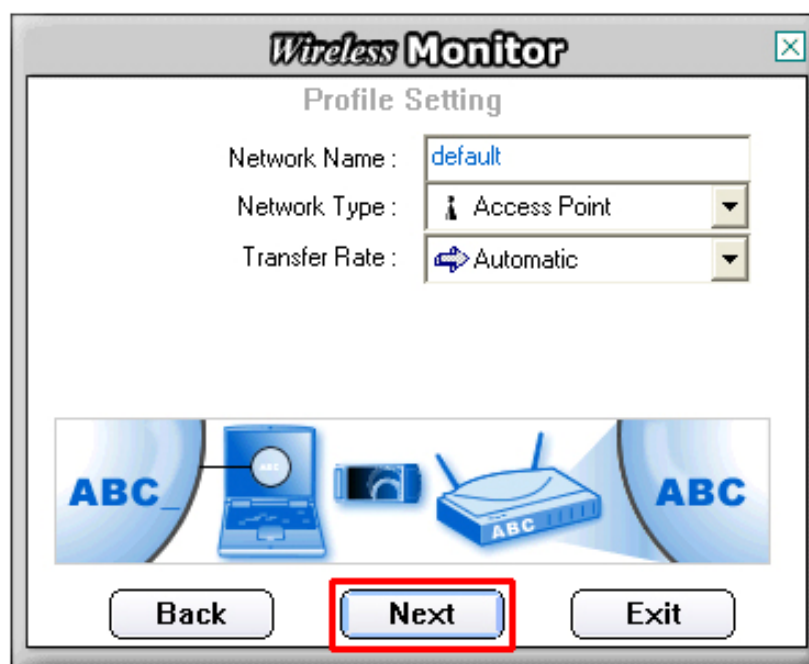 Wireless Monitor
Profile Setting
Network Name : default
Network Type : Access Point
Transfer Rate : Automatic
ABC_ ABC ABC ABC
Back Next Exit